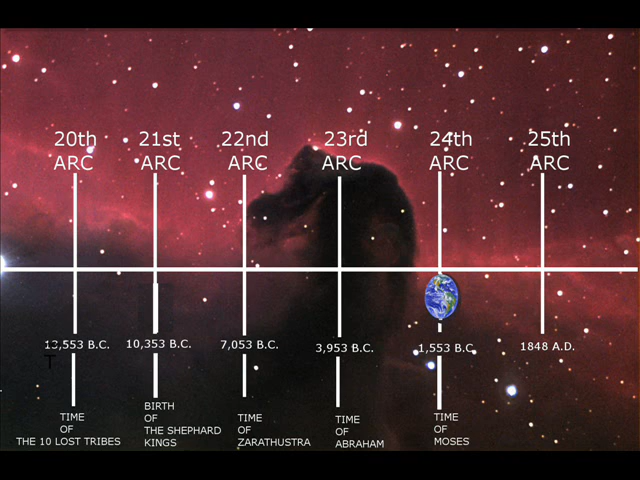 20th
ARC
21st
ARC
22nd
ARC
23rd
ARC
24th
ARC
25th
ARC
B.C.
10,353 B.C.
7,053 B.C.
3,953 B.C.
1,553 B.C.
1848 A.D.
T
TIME
OF
THE 10 LOST TRIBES
BIRTH
OF
THE SHEPHARD
KINGS
TIME
OF
ZARATHUSTRA
TIME
OF
ABRAHAM
TIME
OF
MOSES